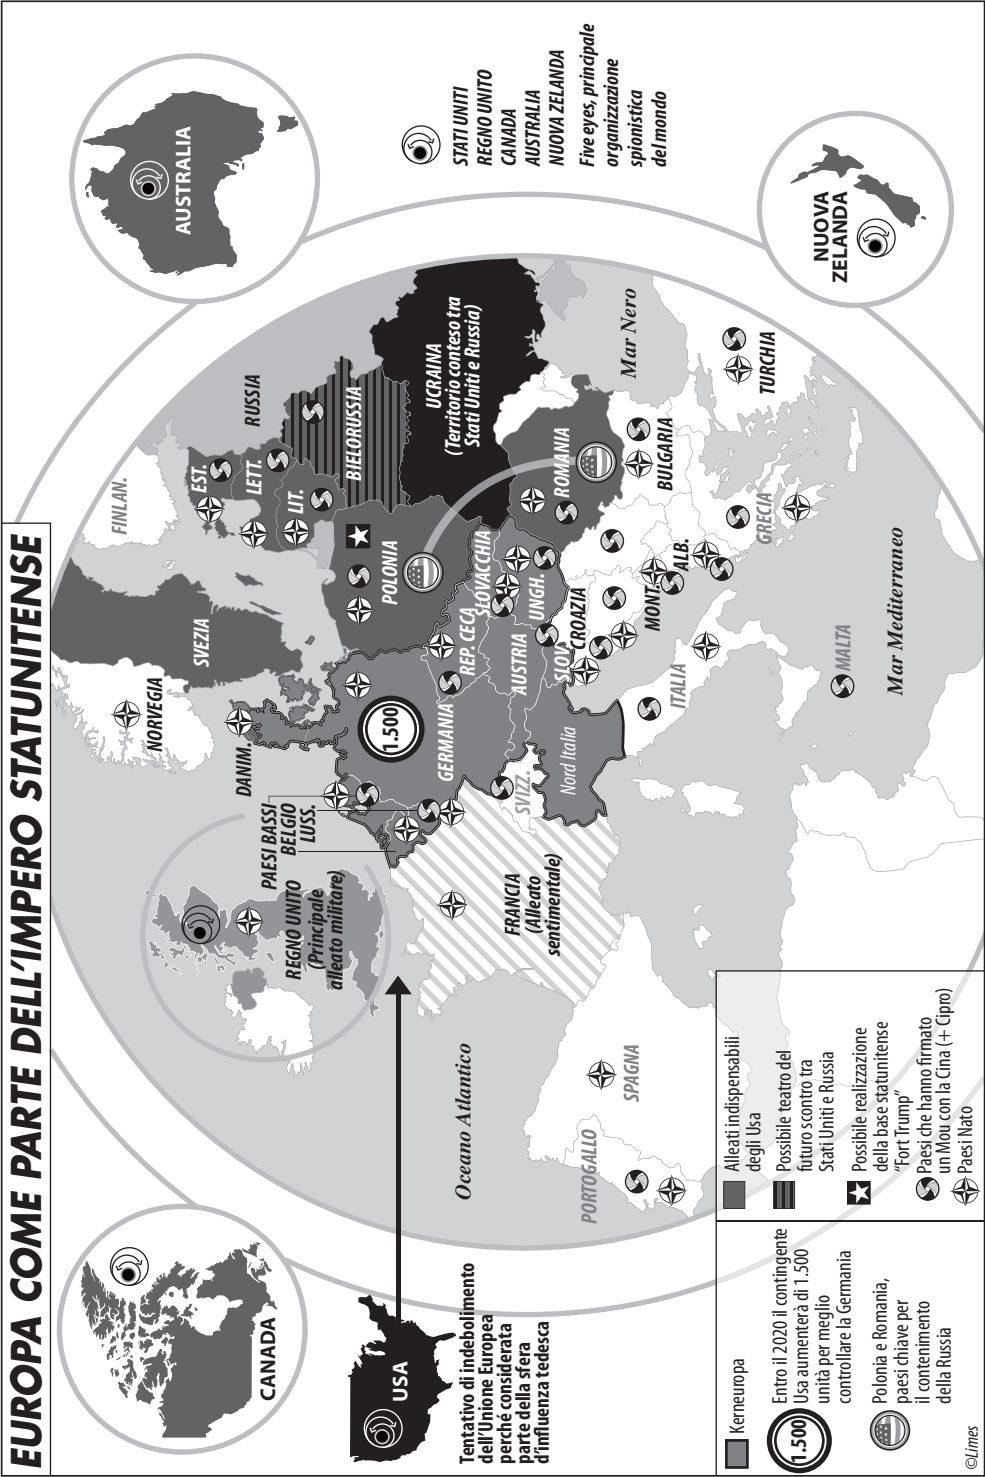 EUROPA COME PARTE DELL'IMPERO STATUNITENSE
CANADA
AUSTRALIA
NUOVA
ZELANDA
USA
STATI UNITI
REGNO UNITO
CANADA
AUSTRALIA
NUOVA ZELANDA
Five eyes, principale
organizzazione
spionistica
del mondo
Tentativo di indebolimento
dell'Unione Europea
perché considerata
parte della sfera
d'influenza tedesca
Oceano Atlantico
Mar Nero
Mar Mediterraneo
REGNO UNITO
(Principale
alleato militare)
PAESI BASSI
BELGIO
LUSS.
DANIM.
NORVEGIA
SVEZIA
FINLAN.
EST.
LETT.
LIT.
RUSSIA
BIELORUSSIA
UCRAINA
(Territorio conteso tra
Stati Uniti e Russia)
POLONIA
GERMANIA
1.500
REP. CECA
SLOVACCHIA
AUSTRIA
UNGH.
ROMANIA
SLOV.
CROAZIA
BULGARIA
MONT.
ALB.
GRECIA
TURCHIA
SVIZZ.
Nord Italia
ITALIA
MALTA
FRANCIA
(Alleato
sentimentale)
SPAGNA
PORTOGALLO
Kerneuropa
1.500
Entro il 2020 il contingente
Usa aumenterà di 1.500
unità per meglio
controllare la Germania
Polonia e Romania,
paesi chiave per
il contenimento
della Russia
Alleati indispensabili
degli Usa
Possibile teatro del
futuro scontro tra
Stati Uniti e Russia
Possibile realizzazione
della base statunitense
“Fort Trump”
Paesi che hanno firmato
un Mou con la Cina (+ Cipro)
Paesi Nato
©Limes